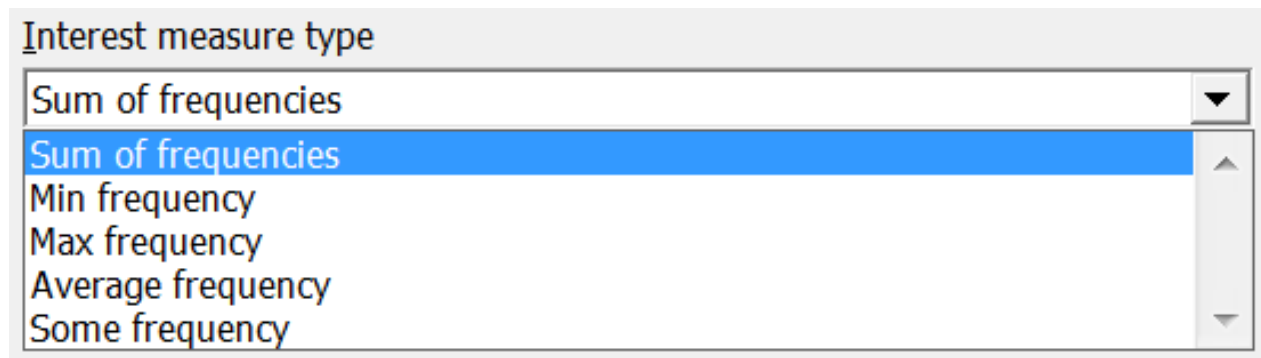 Interest measure type
Sum of frequencies
Sum of frequencies
Min frequency
Max frequency
Average frequency
Some frequency